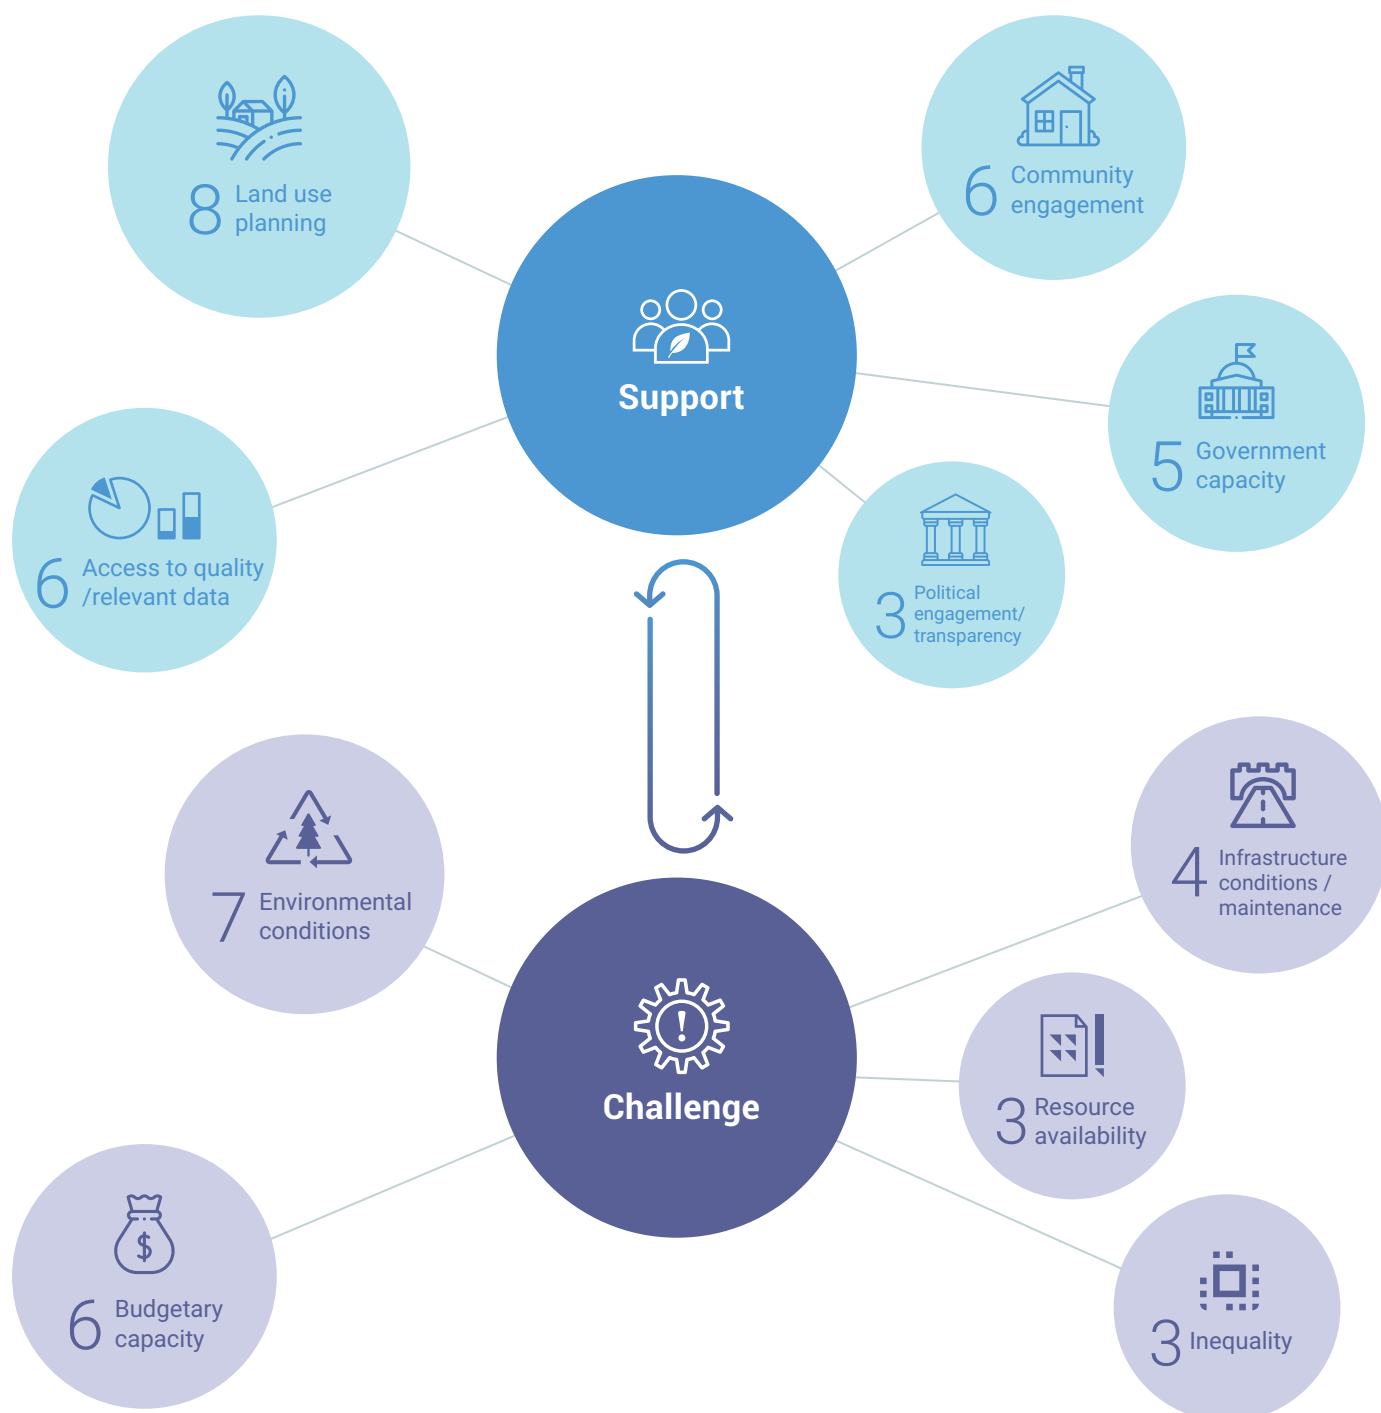 8
Land use
planning
6
Community
engagement
Support
5
Government
capacity
6
Access to quality
/relevant data
3
Political
engagement/
transparency
7
Environmental
conditions
4
Infrastructure
conditions /
maintenance
!
Challenge
3
Resource
availability
$
6
Budgetary
capacity
3
Inequality